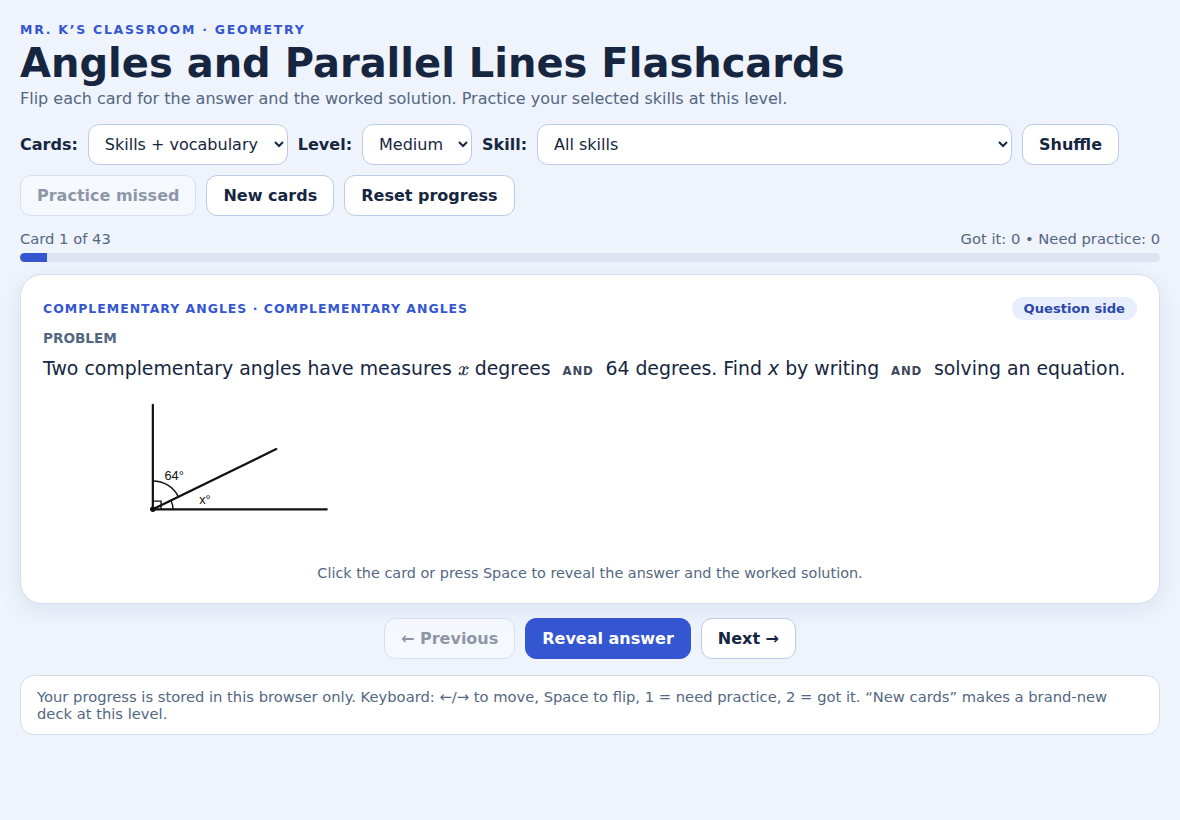 MR. K'S CLASSROOM · GEOMETRY
Angles and Parallel Lines Flashcards
Flip each card for the answer and the worked solution. Practice your selected skills at this level.
Cards: Skills + vocabulary Level: Medium Skill: All skills Shuffle
Practice missed New cards Reset progress
Card 1 of 43 Got it: 0 • Need practice: 0
COMPLEMENTARY ANGLES · COMPLEMENTARY ANGLES Question side
PROBLEM
Two complementary angles have measures x degrees AND 64 degrees. Find x by writing AND solving an equation.
64°
x°
Click the card or press Space to reveal the answer and the worked solution.
← Previous Reveal answer Next →
Your progress is stored in this browser only. Keyboard: ←/→ to move, Space to flip, 1 = need practice, 2 = got it. “New cards” makes a brand-new
deck at this level.